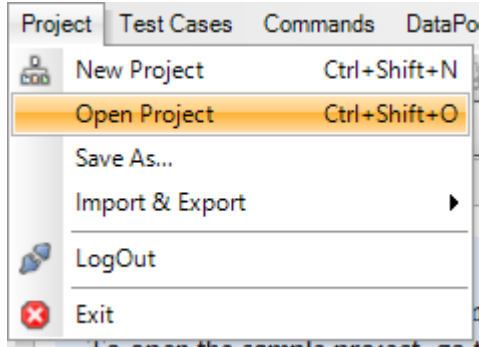 Project Test Cases Commands
New Project Ctrl+Shift+N
Open Project Ctrl+Shift+O
Save As...
Import & Export
LogOut
Exit